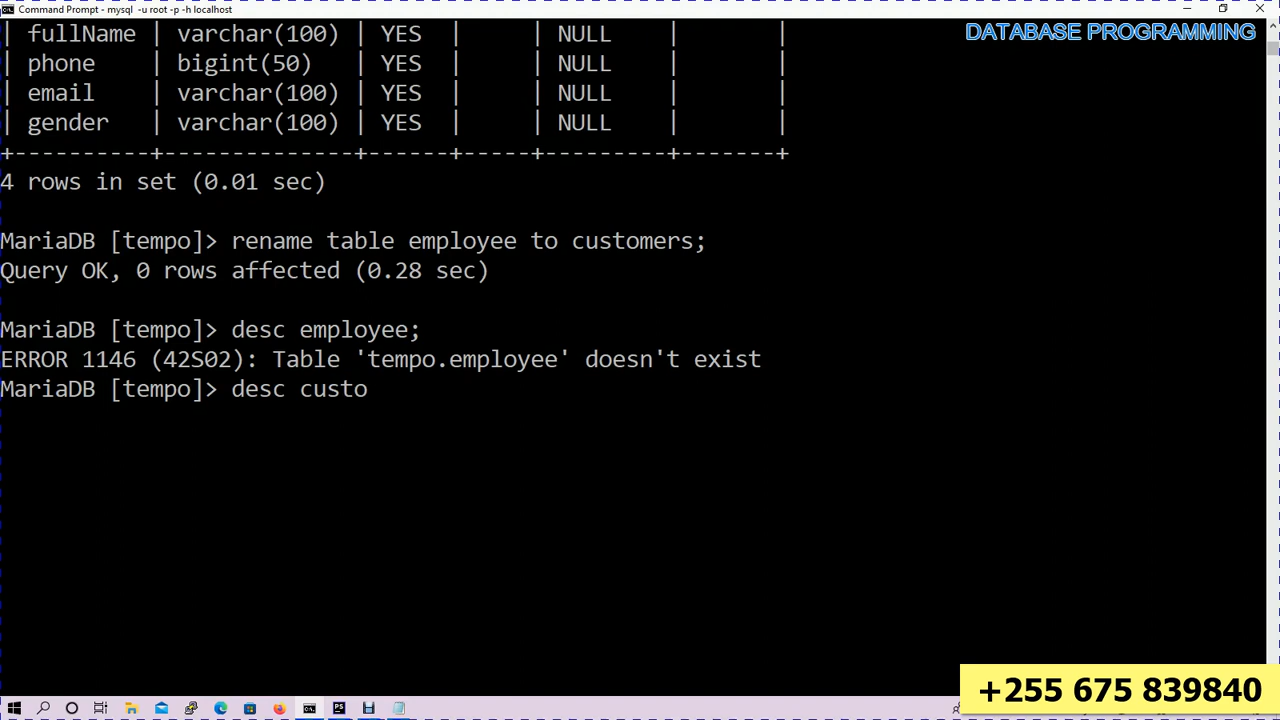 Command Prompt - mysql -u root -p -h localhost
DATABASE PROGRAMMING
| fullName | varchar(100) | YES | | NULL | |
| phone | bigint(50) | YES | | NULL | |
| email | varchar(100) | YES | | NULL | |
| gender | varchar(100) | YES | | NULL | |
+----------+--------------+------+-----+---------+-------+
4 rows in set (0.01 sec)
MariaDB [tempo]> rename table employee to customers;
Query OK, 0 rows affected (0.28 sec)
MariaDB [tempo]> desc employee;
ERROR 1146 (42S02): Table 'tempo.employee' doesn't exist
MariaDB [tempo]> desc custo
+255 675 839840